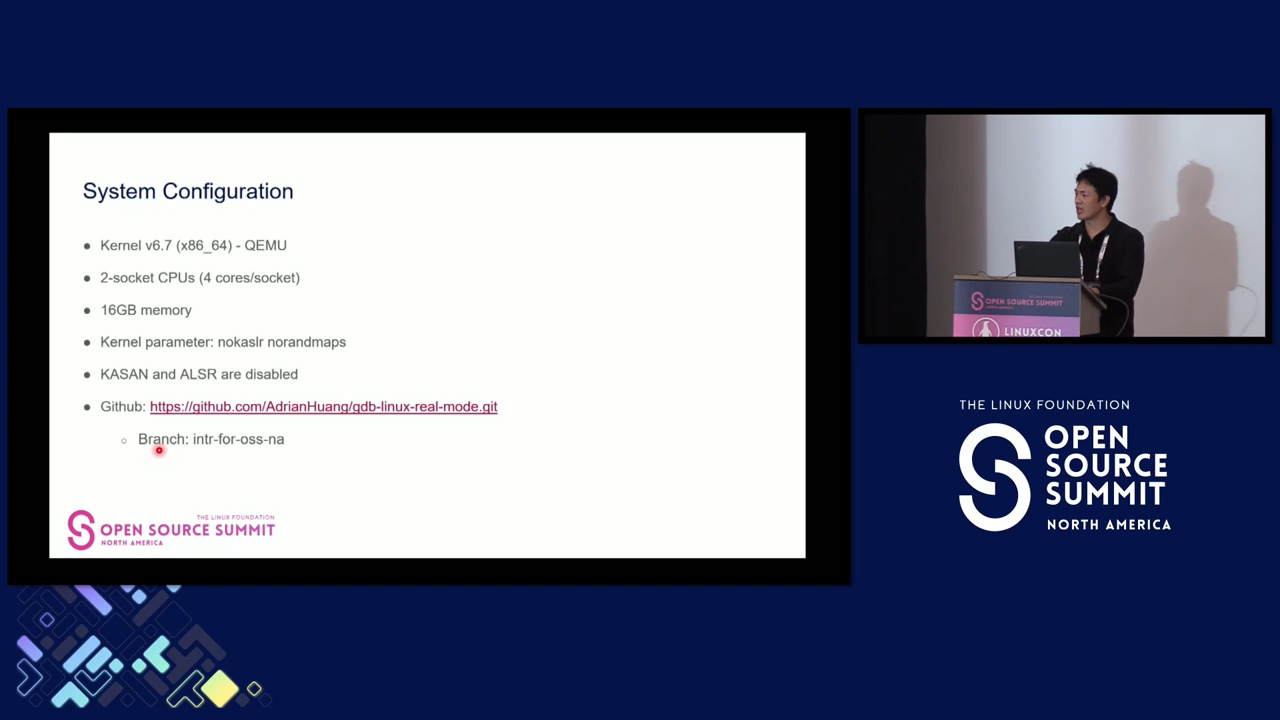 System Configuration
● Kernel v6.7 (x86_64) - QEMU
● 2-socket CPUs (4 cores/socket)
● 16GB memory
● Kernel parameter: nokaslr norandmaps
● KASAN and ALSR are disabled
● Github: https://github.com/AdrianHuang/gdb-linux-real-mode.git
○ Branch: intr-for-oss-na
THE LINUX FOUNDATION
OPEN SOURCE SUMMIT
NORTH AMERICA
OPEN SOURCE SUMMIT
LINUXCON
THE LINUX FOUNDATION
OPEN
SOURCE
SUMMIT
NORTH AMERICA